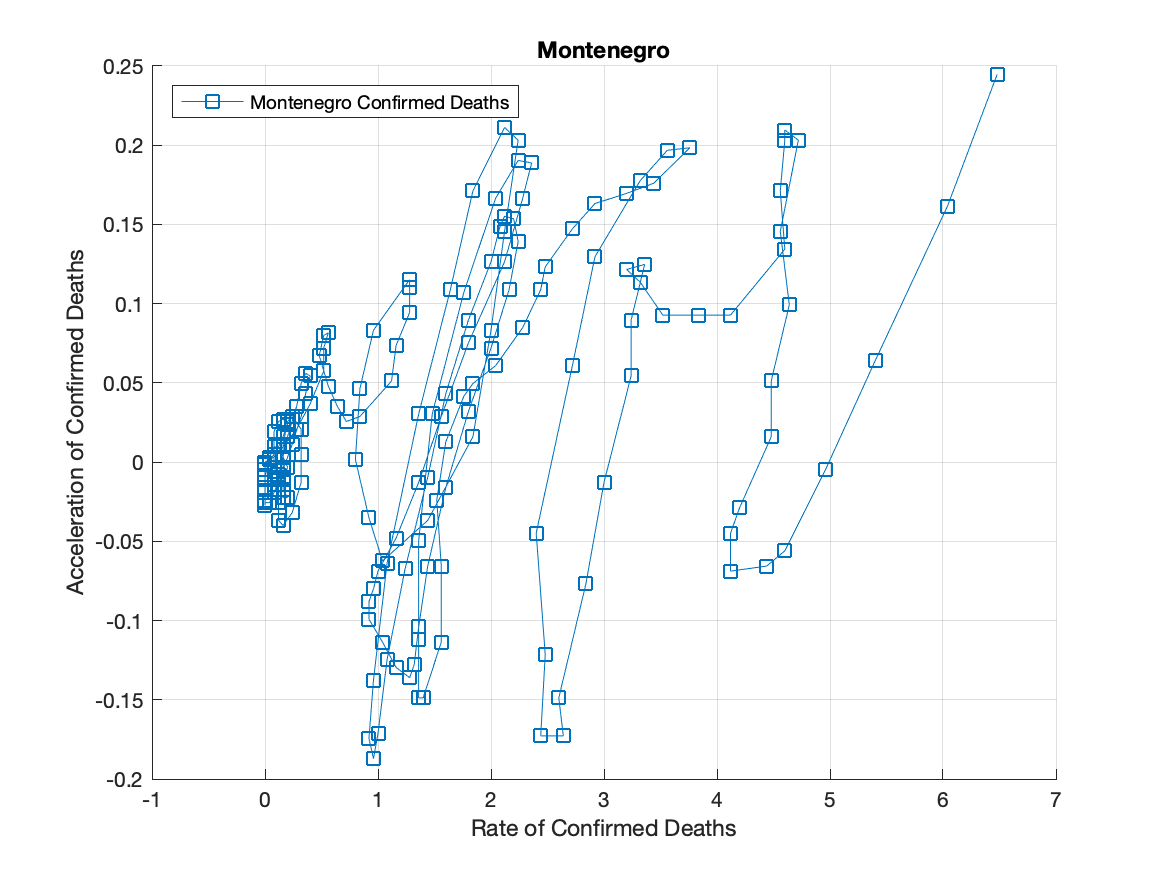 Montenegro
Montenegro Confirmed Deaths
0.25
0.2
0.15
0.1
0.05
0
-0.05
-0.1
-0.15
-0.2
-1 0 1 2 3 4 5 6 7
Acceleration of Confirmed Deaths
Rate of Confirmed Deaths